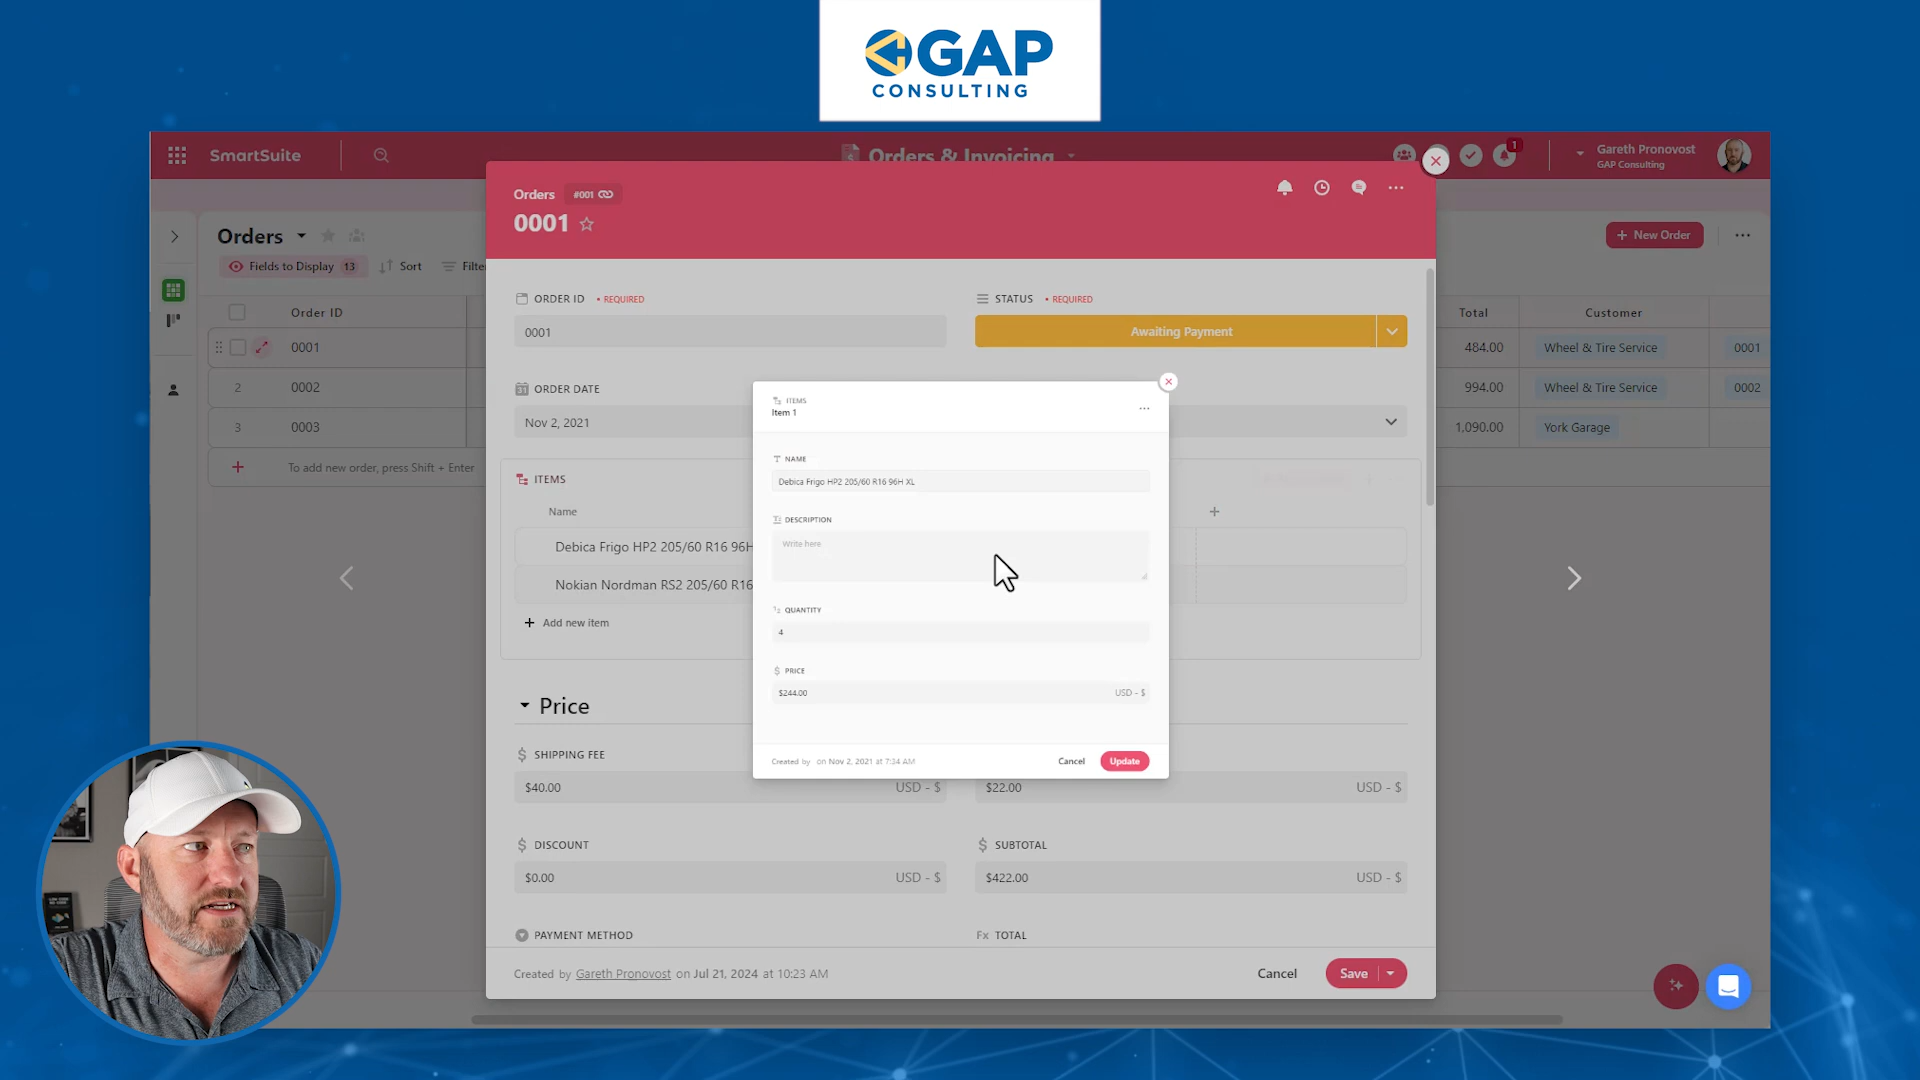 GAP
CONSULTING
SmartSuite
Orders & Invoicing
1
Gareth Pronovost
GAP Consulting
Orders
Fields to Display 13
Sort
Filte
New Order
Order ID
0001
2 0002
3 0003
To add new order, press Shift + Enter
Total Customer
484.00 Wheel & Tire Service 0001
994.00 Wheel & Tire Service 0002
1,090.00 York Garage
Orders #001
0001
ORDER ID • REQUIRED
0001
STATUS • REQUIRED
Awaiting Payment
ORDER DATE
Nov 2, 2021
ITEMS
Name
Debica Frigo HP2 205/60 R16 96H
Nokian Nordman RS2 205/60 R16
Add new item
Price
SHIPPING FEE
$40.00 USD - $
$22.00 USD - $
DISCOUNT
$0.00 USD - $
SUBTOTAL
$422.00 USD - $
PAYMENT METHOD
Fx TOTAL
Created by Gareth Pronovost on Jul 21, 2024 at 10:23 AM
Cancel
Save
ITEMS
Item 1
NAME
Debica Frigo HP2 205/60 R16 96H XL
DESCRIPTION
Write here
QUANTITY
4
PRICE
$244.00 USD - $
Created by on Nov 2, 2021 at 7:34 AM
Cancel
Update